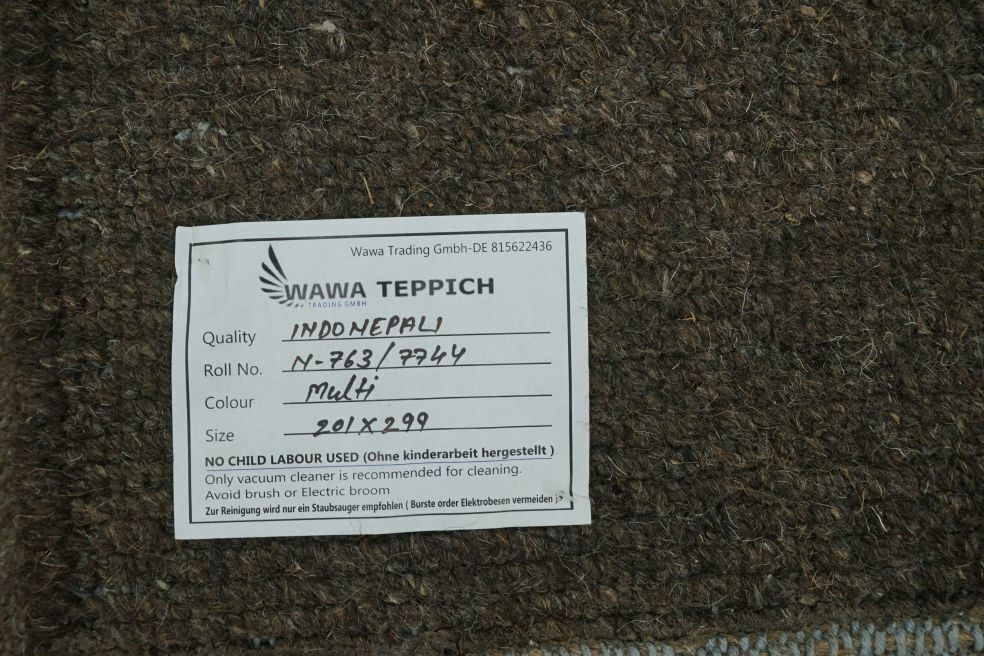 Wawa Trading Gmbh-DE 815622436
WAWA TEPPICH
TRADING GMBH
Quality INDONEPALI
Roll No. N-763/7744
Colour Multi
Size 201X299
NO CHILD LABOUR USED (Ohne kinderarbeit hergestellt )
Only vacuum cleaner is recommended for cleaning.
Avoid brush or Electric broom
Zur Reinigung wird nur ein Staubsauger empfohlen ( Burste order Elektrobesen vermeiden )